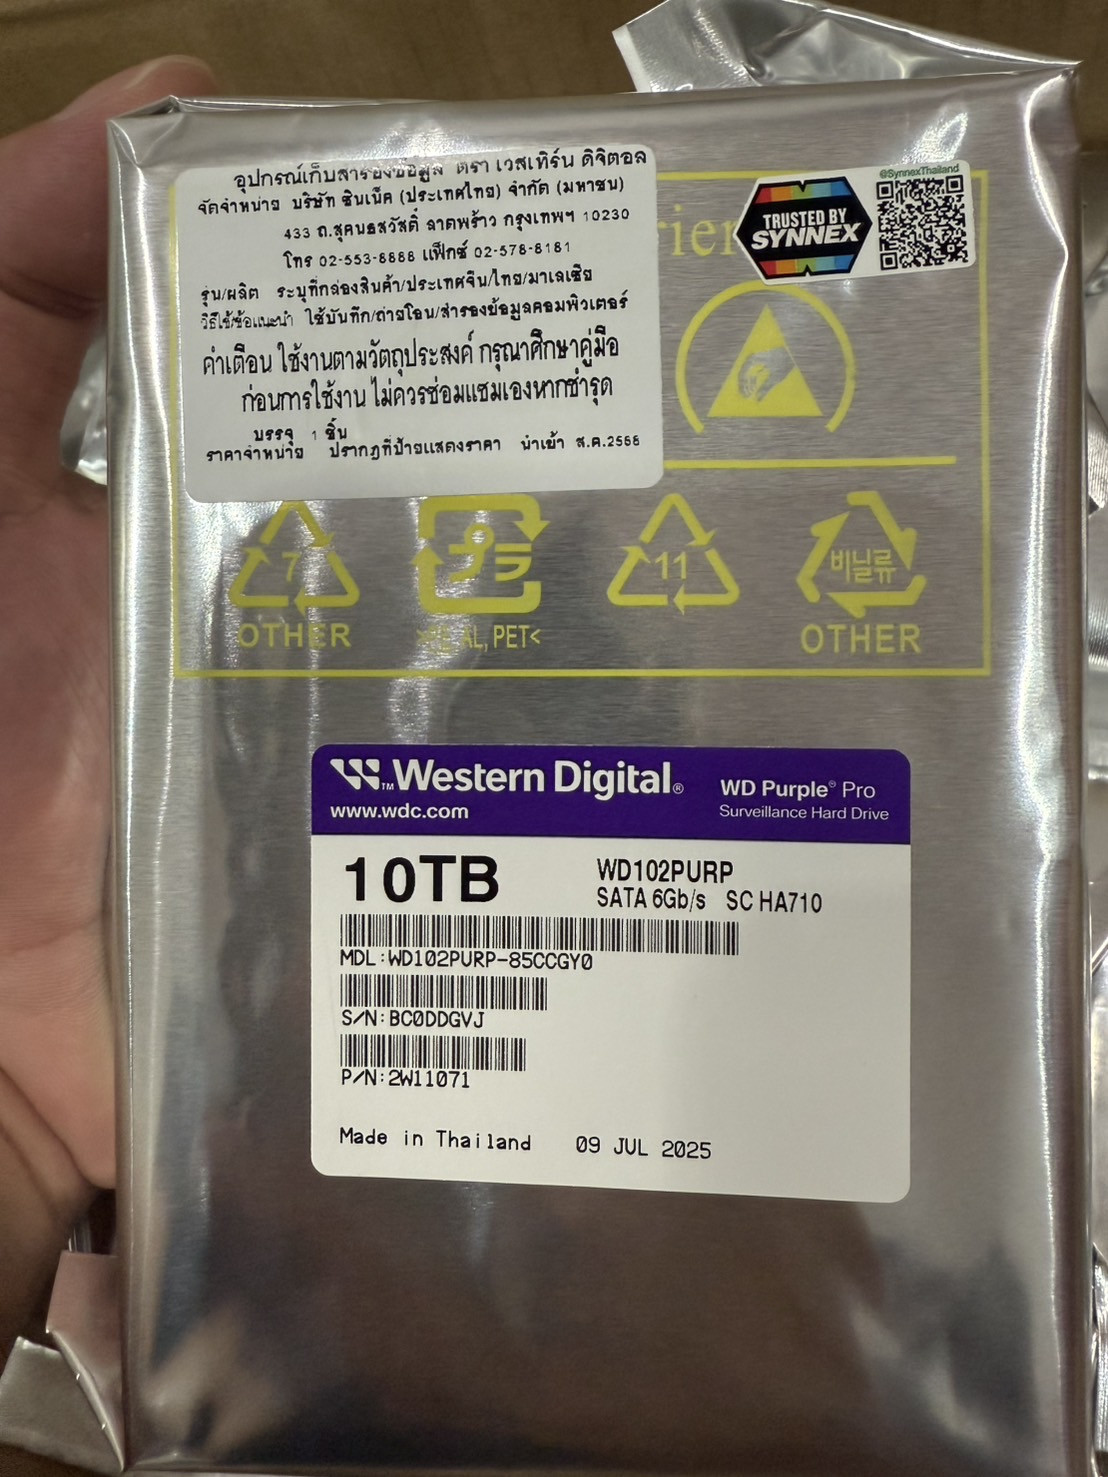 อุปกรณ์เก็บสำรองข้อมูล ตรา เวสเทิร์น ดิจิตอล
จัดจำหน่าย บริษัท ซินเน็ค (ประเทศไทย) จำกัด (มหาชน)
433 ถ.สุคนธสวัสดิ์ ลาดพร้าว กรุงเทพฯ 10230
โทร 02-553-8888 แฟ็กซ์ 02-578-8181
รุ่น/ผลิต ระบุที่กล่องสินค้า/ประเทศจีน/ไทย/มาเลเซีย
วิธีใช้/ข้อแนะนำ ใช้บันทึก/ถ่ายโอน/สำรองข้อมูลคอมพิวเตอร์
คำเตือน ใช้งานตามวัตถุประสงค์ กรุณาศึกษาคู่มือ
ก่อนการใช้งาน ไม่ควรซ่อมแซมเองหากชำรุด
บรรจุ 1 ชิ้น
ราคาจำหน่าย ปรากฏที่ป้ายแสดงราคา นำเข้า ส.ค.2568
@SynnexThailand
TRUSTED BY
SYNNEX
7
OTHER
プラ
AL, PET<
11
비닐류
OTHER
Western Digital®
www.wdc.com
WD Purple® Pro
Surveillance Hard Drive
10TB
WD102PURP
SATA 6Gb/s SC HA710
MDL:WD102PURP-85CCGY0
S/N:BC0DDGVJ
P/N:2W11071
Made in Thailand 09 JUL 2025